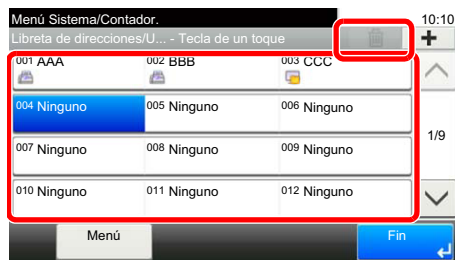 Menú Sistema/Contador. 10:10
Libreta de direcciones/U... - Tecla de un toque +
001 AAA 002 BBB 003 CCC
004 Ninguno 005 Ninguno 006 Ninguno
1/9
007 Ninguno 008 Ninguno 009 Ninguno
010 Ninguno 011 Ninguno 012 Ninguno
Menú Fin